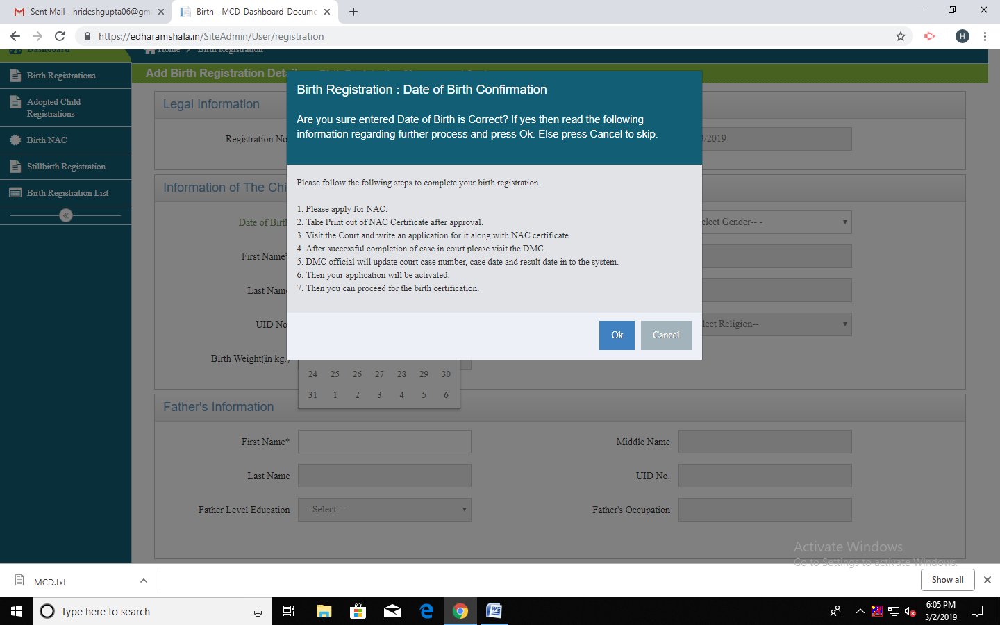 Sent Mail - hrideshgupta06@gm
Birth - MCD-Dashboard-Docume
https://edharamshala.in/SiteAdmin/User/registration
H
Dashboard
Home > Birth Registration
Birth Registrations
Adopted Child
Registrations
Birth NAC
Stillbirth Registration
Birth Registration List
Add Birth Registration Det
Legal Information
Registration No
/2019
Information of The Chi
Date of Birt
elect Gender-- -
First Name*
Last Nam
UID No
lect Religion--
Birth Weight(in kg.)
Birth Registration : Date of Birth Confirmation
Are you sure entered Date of Birth is Correct? If yes then read the following
information regarding further process and press Ok. Else press Cancel to skip.
Please follow the follwing steps to complete your birth registration.
1. Please apply for NAC.
2. Take Print out of NAC Certificate after approval.
3. Visit the Court and write an application for it along with NAC certificate.
4. After successful completion of case in court please visit the DMC.
5. DMC official will update court case number, case date and result date in to the system.
6. Then your application will be activated.
7. Then you can proceed for the birth certification.
Ok
Cancel
24 25 26 27 28 29 30
31 1 2 3 4 5 6
Father's Information
First Name*
Middle Name
Last Name
UID No.
Father Level Education
--Select---
Father's Occupation
Activate Windows
Go to Settings to activate Windows.
MCD.txt
Show all
Type here to search
6:05 PM
3/2/2019